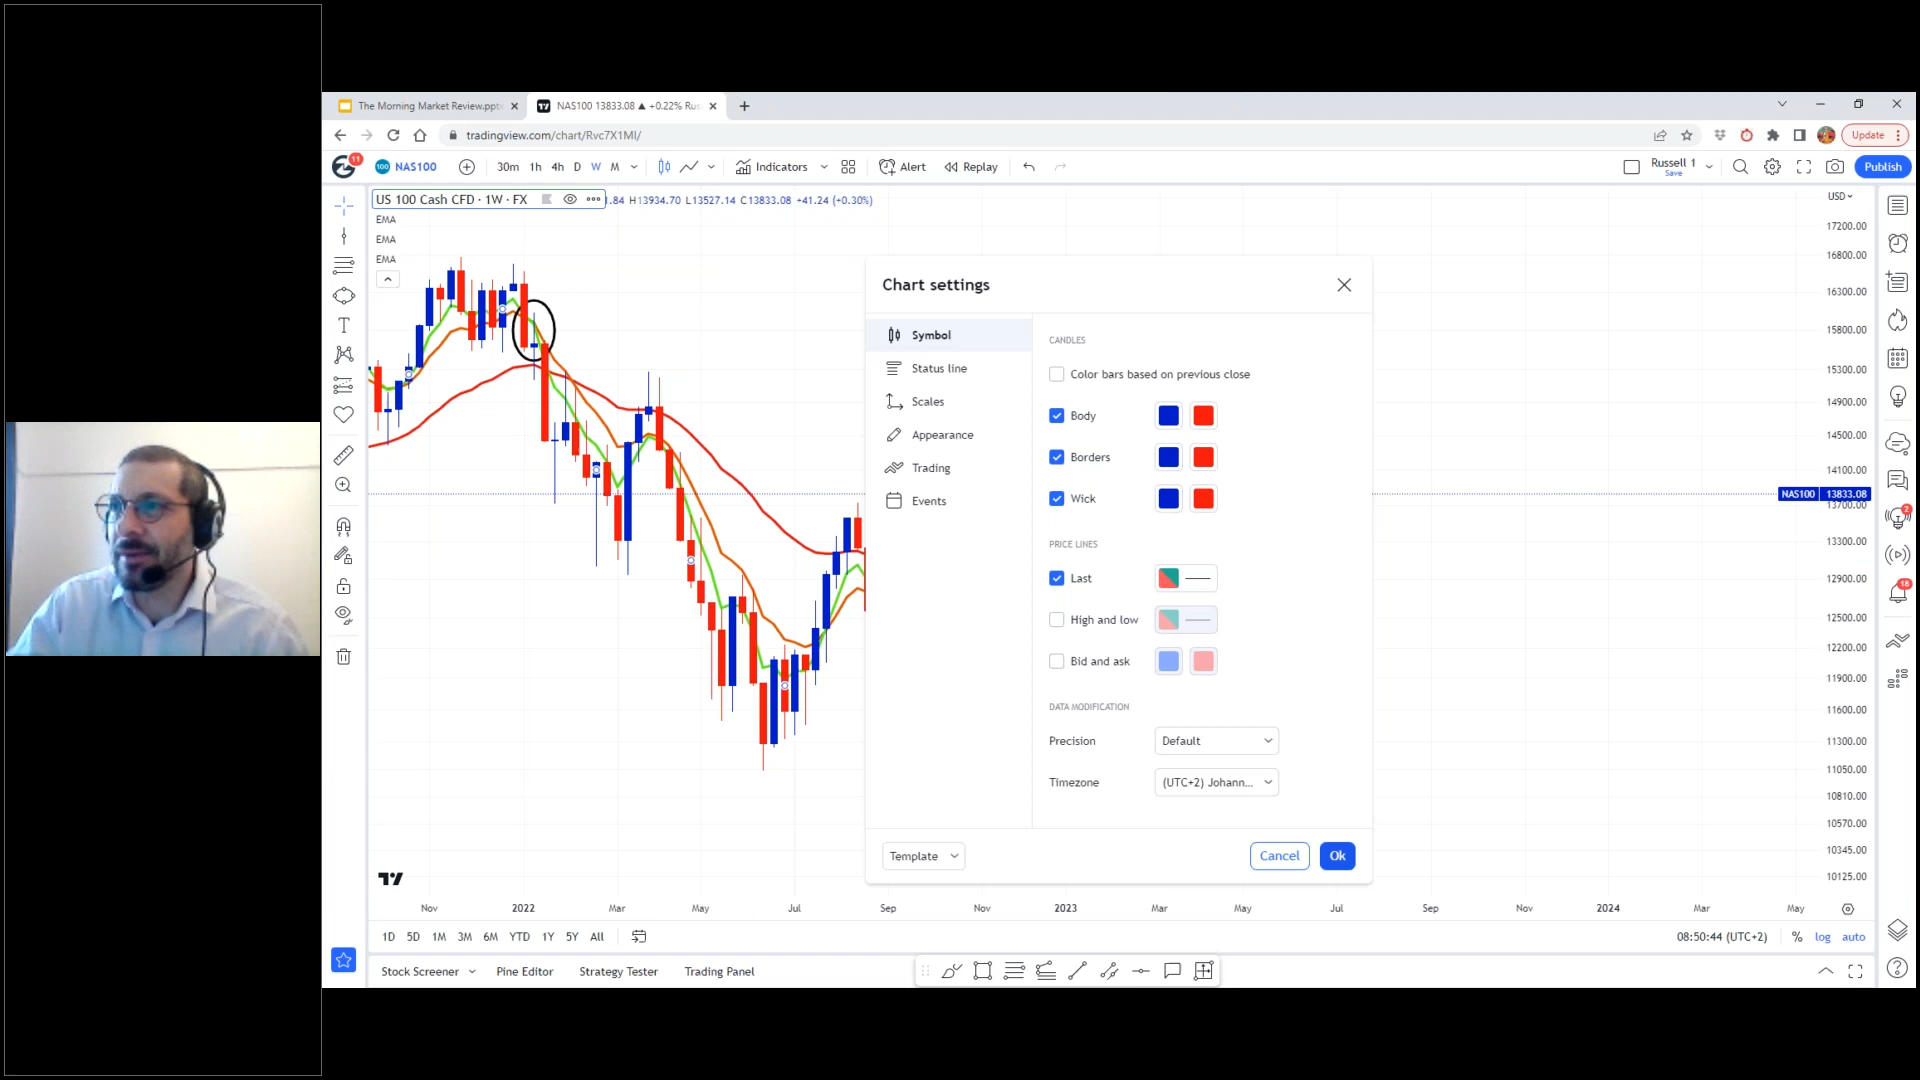 The Morning Market Review.ppt
NAS100 13833.08 ▲ +0.22% Rus
tradingview.com/chart/Rvc7X1MI/
Update
11
100 NAS100
30m 1h 4h D W M
Indicators
Alert
Replay
Russell 1
Save
Publish
US 100 Cash CFD · 1W · FX
1.84 H13934.70 L13527.14 C13833.08 +41.24 (+0.30%)
EMA
EMA
EMA
USD
17200.00
16800.00
16300.00
15800.00
15300.00
14900.00
14500.00
14100.00
NAS100 13833.08
13700.00
13300.00
12900.00
12500.00
12200.00
11900.00
11600.00
11300.00
11050.00
10810.00
10570.00
10345.00
10125.00
Chart settings
Symbol
Status line
Scales
Appearance
Trading
Events
CANDLES
Color bars based on previous close
Body
Borders
Wick
PRICE LINES
Last
High and low
Bid and ask
DATA MODIFICATION
Precision Default
Timezone (UTC+2) Johann...
Template
Cancel
Ok
2
18
Nov 2022 Mar May Jul Sep Nov 2023 Mar May Jul Sep Nov 2024 Mar May
1D 5D 1M 3M 6M YTD 1Y 5Y All
08:50:44 (UTC+2) % log auto
Stock Screener Pine Editor Strategy Tester Trading Panel